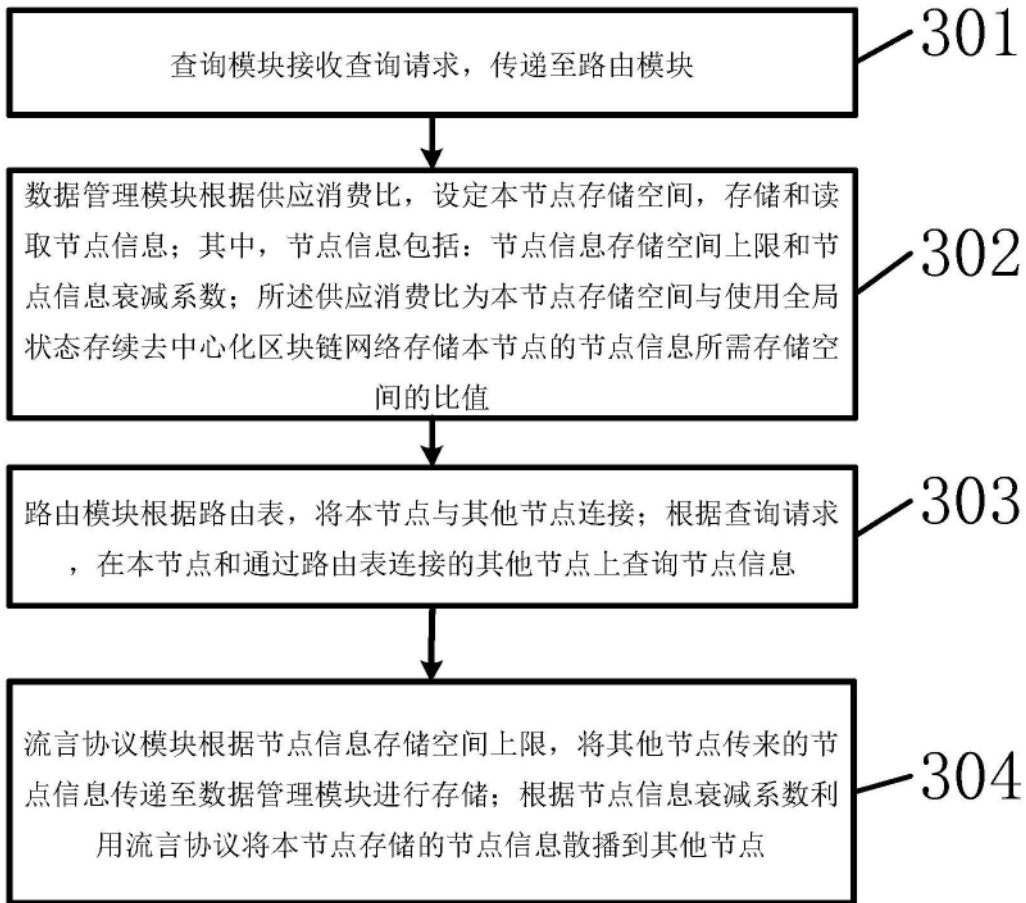 查询模块接收查询请求，传递至路由模块
301
数据管理模块根据供应消费比，设定本节点存储空间，存储和读
取节点信息；其中，节点信息包括：节点信息存储空间上限和节
点信息衰减系数；所述供应消费比为本节点存储空间与使用全局
状态存续去中心化区块链网络存储本节点的节点信息所需存储空
间的比值
302
路由模块根据路由表，将本节点与其他节点连接；根据查询请求
，在本节点和通过路由表连接的其他节点上查询节点信息
303
流言协议模块根据节点信息存储空间上限，将其他节点传来的节
点信息传递至数据管理模块进行存储；根据节点信息衰减系数利
用流言协议将本节点存储的节点信息散播到其他节点
304